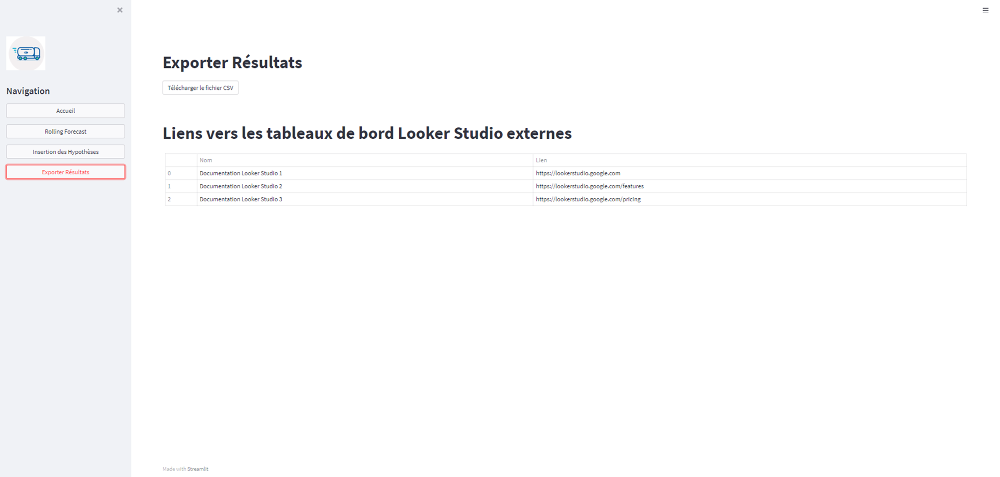 Navigation
Accueil
Rolling Forecast
Insertion des Hypothèses
Exporter Résultats
Exporter Résultats
Télécharger le fichier CSV
Liens vers les tableaux de bord Looker Studio externes
Nom Lien
0 Documentation Looker Studio 1 https://lookerstudio.google.com
1 Documentation Looker Studio 2 https://lookerstudio.google.com/features
2 Documentation Looker Studio 3 https://lookerstudio.google.com/pricing
Made with Streamlit